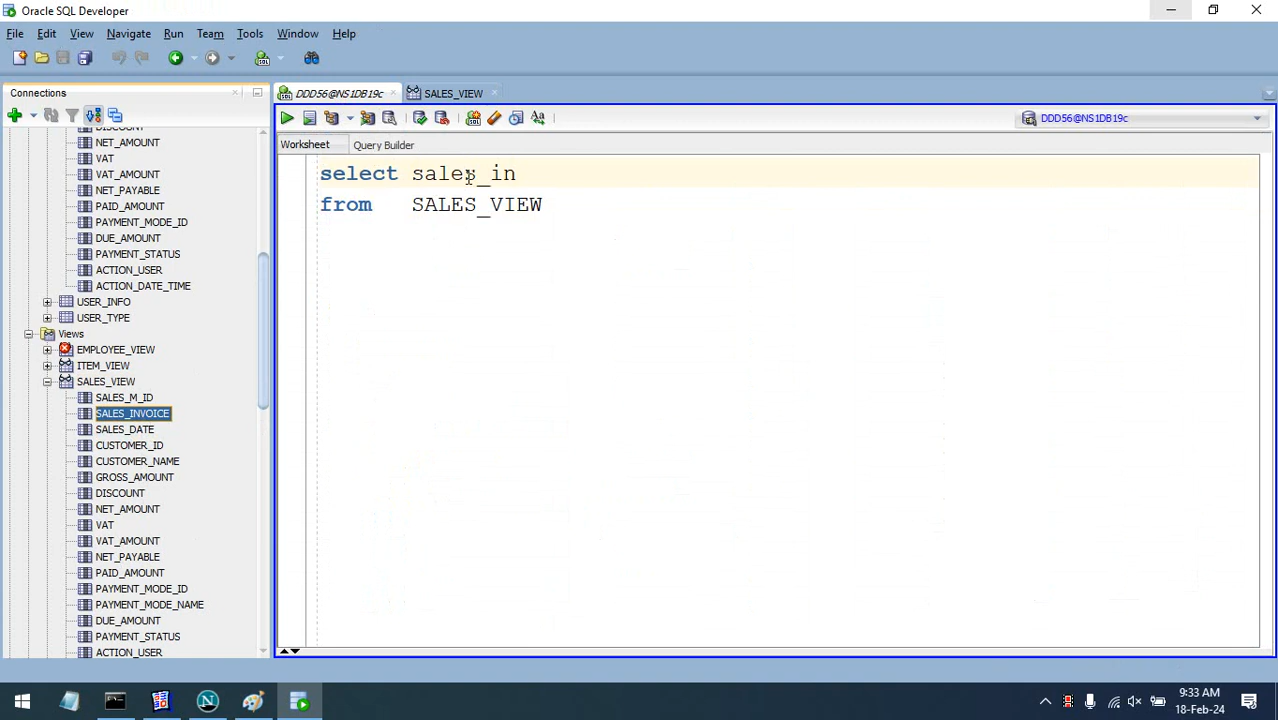 Oracle SQL Developer
File Edit View Navigate Run Team Tools Window Help
Connections
DISCOUNT
NET_AMOUNT
VAT
VAT_AMOUNT
NET_PAYABLE
PAID_AMOUNT
PAYMENT_MODE_ID
DUE_AMOUNT
PAYMENT_STATUS
ACTION_USER
ACTION_DATE_TIME
USER_INFO
USER_TYPE
Views
EMPLOYEE_VIEW
ITEM_VIEW
SALES_VIEW
SALES_M_ID
SALES_INVOICE
SALES_DATE
CUSTOMER_ID
CUSTOMER_NAME
GROSS_AMOUNT
DISCOUNT
NET_AMOUNT
VAT
VAT_AMOUNT
NET_PAYABLE
PAID_AMOUNT
PAYMENT_MODE_ID
PAYMENT_MODE_NAME
DUE_AMOUNT
PAYMENT_STATUS
ACTION_USER
DDD56@NS1DB19c SALES_VIEW
DDD56@NS1DB19c
Worksheet Query Builder
select sales_in
from SALES_VIEW
9:33 AM
18-Feb-24